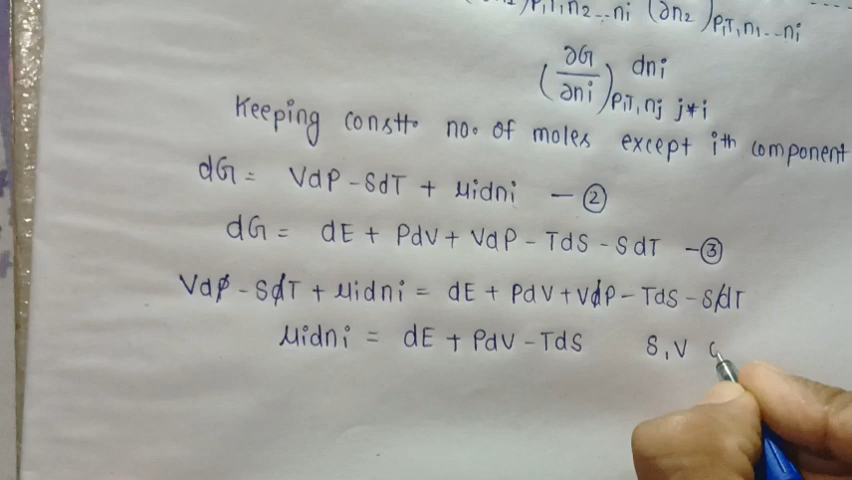 )P,T,n2...ni (∂n2)P,T,n1...ni
(∂G/∂ni)P,T,nj j*i dni
Keeping constt. no. of moles except ith component
dG = VdP - SdT + μidni - ②
dG = dE + PdV + VdP - TdS - SdT - ③
VdP - SdT + μidni = dE + PdV + VdP - TdS - SdT
μidni = dE + PdV - TdS S,V c